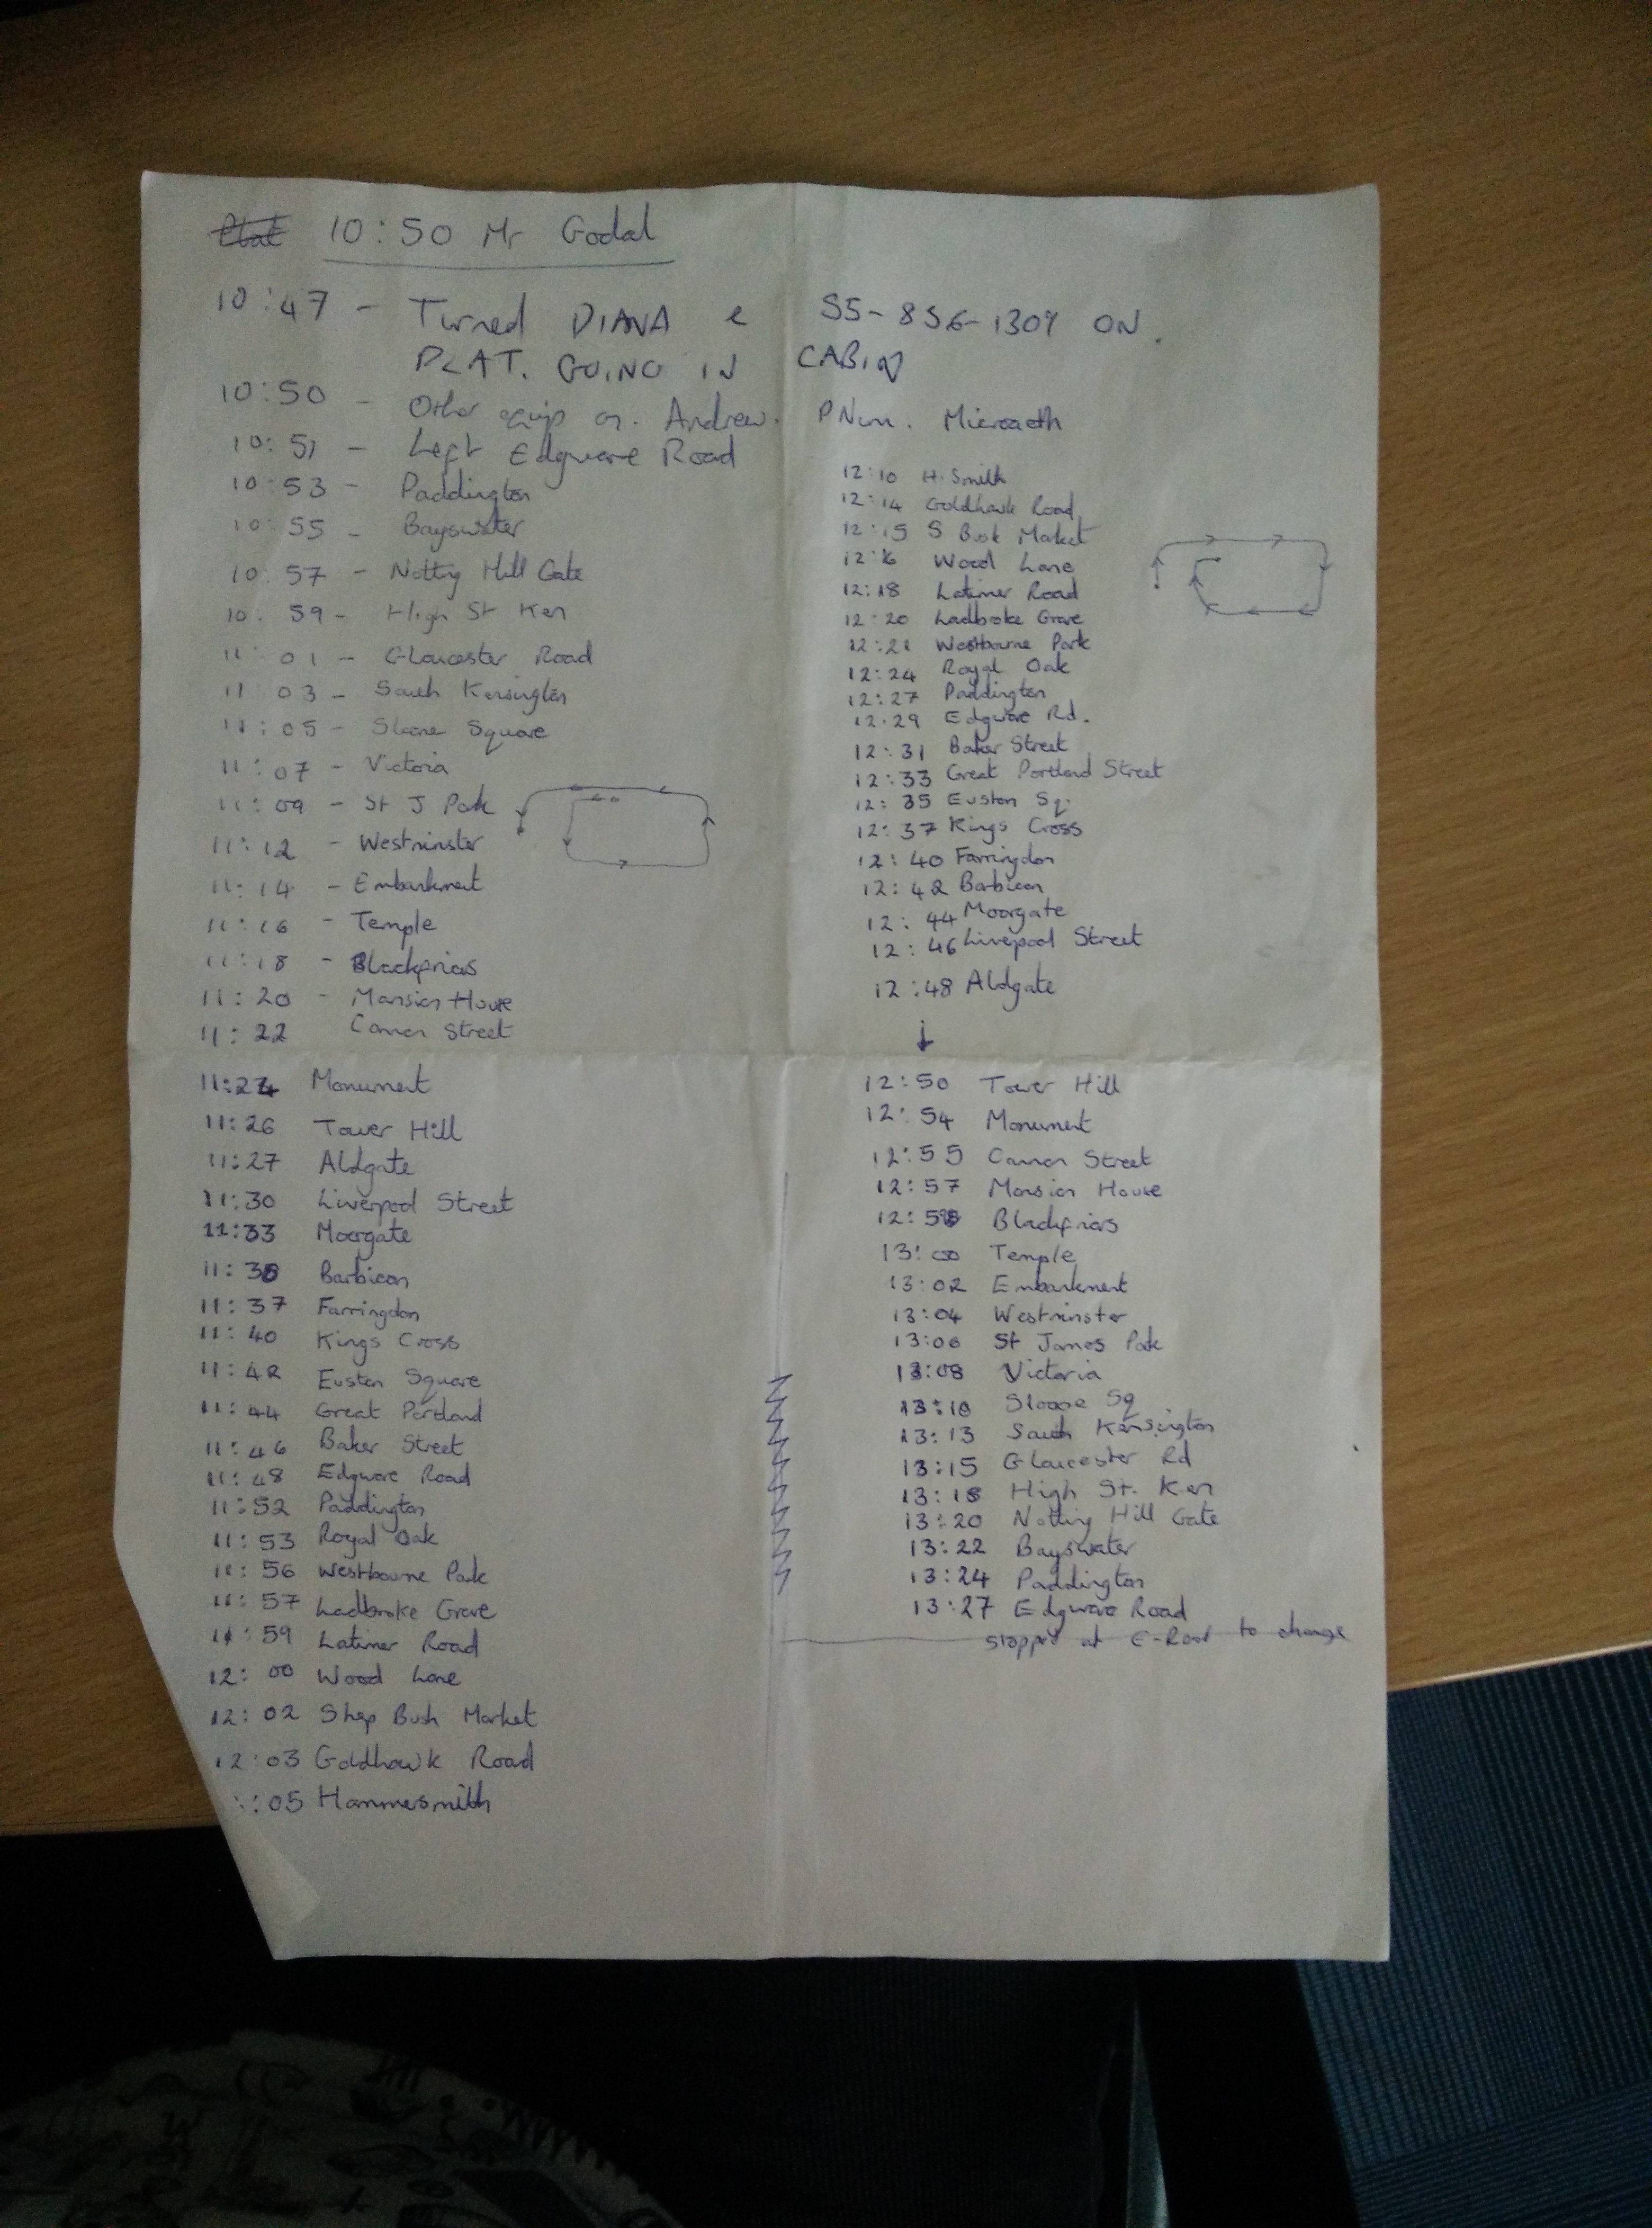 10:50 Mr Godal
10:47 - Turned DIANA e S5-856-1309 ON.
PLAT. GOING IN CABIN
10:50 - Other equip on. Andrew. PNum. Microaeth
10:51 - Left Edgware Road
10:53 - Paddington
10:55 - Bayswater
10:57 - Notting Hill Gate
10:59 - High St Ken
11:01 - Gloucester Road
11:03 - South Kensington
11:05 - Sloane Square
11:07 - Victoria
11:09 - St J Park
11:12 - Westminster
11:14 - Embankment
11:16 - Temple
11:18 - Blackfriars
11:20 - Mansion House
11:22 Cannon Street
11:24 Monument
11:26 Tower Hill
11:27 Aldgate
11:30 Liverpool Street
11:33 Moorgate
Barbican
11:37 Farringdon
11:40 Kings Cross
11:42 Euston Square
11:44 Great Portland
11:46 Baker Street
11:48 Edgware Road
11:52 Paddington
11:53 Royal Oak
11:56 Westbourne Park
11:57 Ladbroke Grove
11:59 Latimer Road
12:00 Wood Lane
12:02 Shep Bush Market
12:03 Goldhawk Road
:05 Hammersmith
12:10 H. Smith
12:14 Goldhawk Road
12:15 S Bush Market
12:16 Wood Lane
12:18 Latimer Road
12:20 Ladbroke Grove
12:21 Westbourne Park
12:24 Royal Oak
12:27 Paddington
12:29 Edgware Rd.
12:31 Baker Street
12:33 Great Portland Street
12:35 Euston Sq.
12:37 Kings Cross
12:40 Farringdon
12:42 Barbican
12:44 Moorgate
12:46 Liverpool Street
12:48 Aldgate
12:50 Tower Hill
12:54 Monument
12:55 Cannon Street
12:57 Mansion House
Blackfriars
13:00 Temple
13:02 Embankment
13:04 Westminster
13:06 St James Park
13:08 Victoria
13:10 Sloane Sq
13:13 South Kensington
13:15 Gloucester Rd
13:18 High St. Ken
13:20 Notting Hill Gate
13:22 Bayswater
13:24 Paddington
13:27 Edgware Road
stopped at E-Road to change